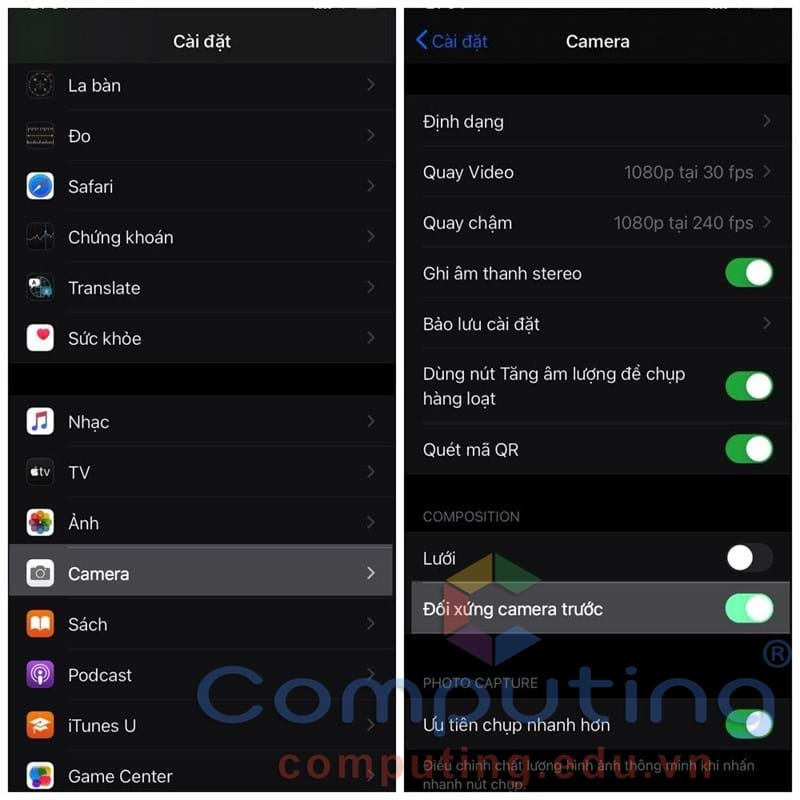 Cài đặt
La bàn
Đo
Safari
Chứng khoán
Translate
Sức khỏe
Nhạc
tv
TV
Ảnh
Camera
Sách
Podcast
iTunes U
Game Center
Cài đặt
Camera
Định dạng
Quay Video 1080p tại 30 fps
Quay chậm 1080p tại 240 fps
Ghi âm thanh stereo
Bảo lưu cài đặt
Dùng nút Tăng âm lượng để chụp
hàng loạt
Quét mã QR
COMPOSITION
Lưới
Đối xứng camera trước
PHOTO CAPTURE
Ưu tiên chụp nhanh hơn
Điều chỉnh chất lượng hình ảnh thông minh khi nhấn
nhanh nút chụp.
Computing®
computing.edu.vn